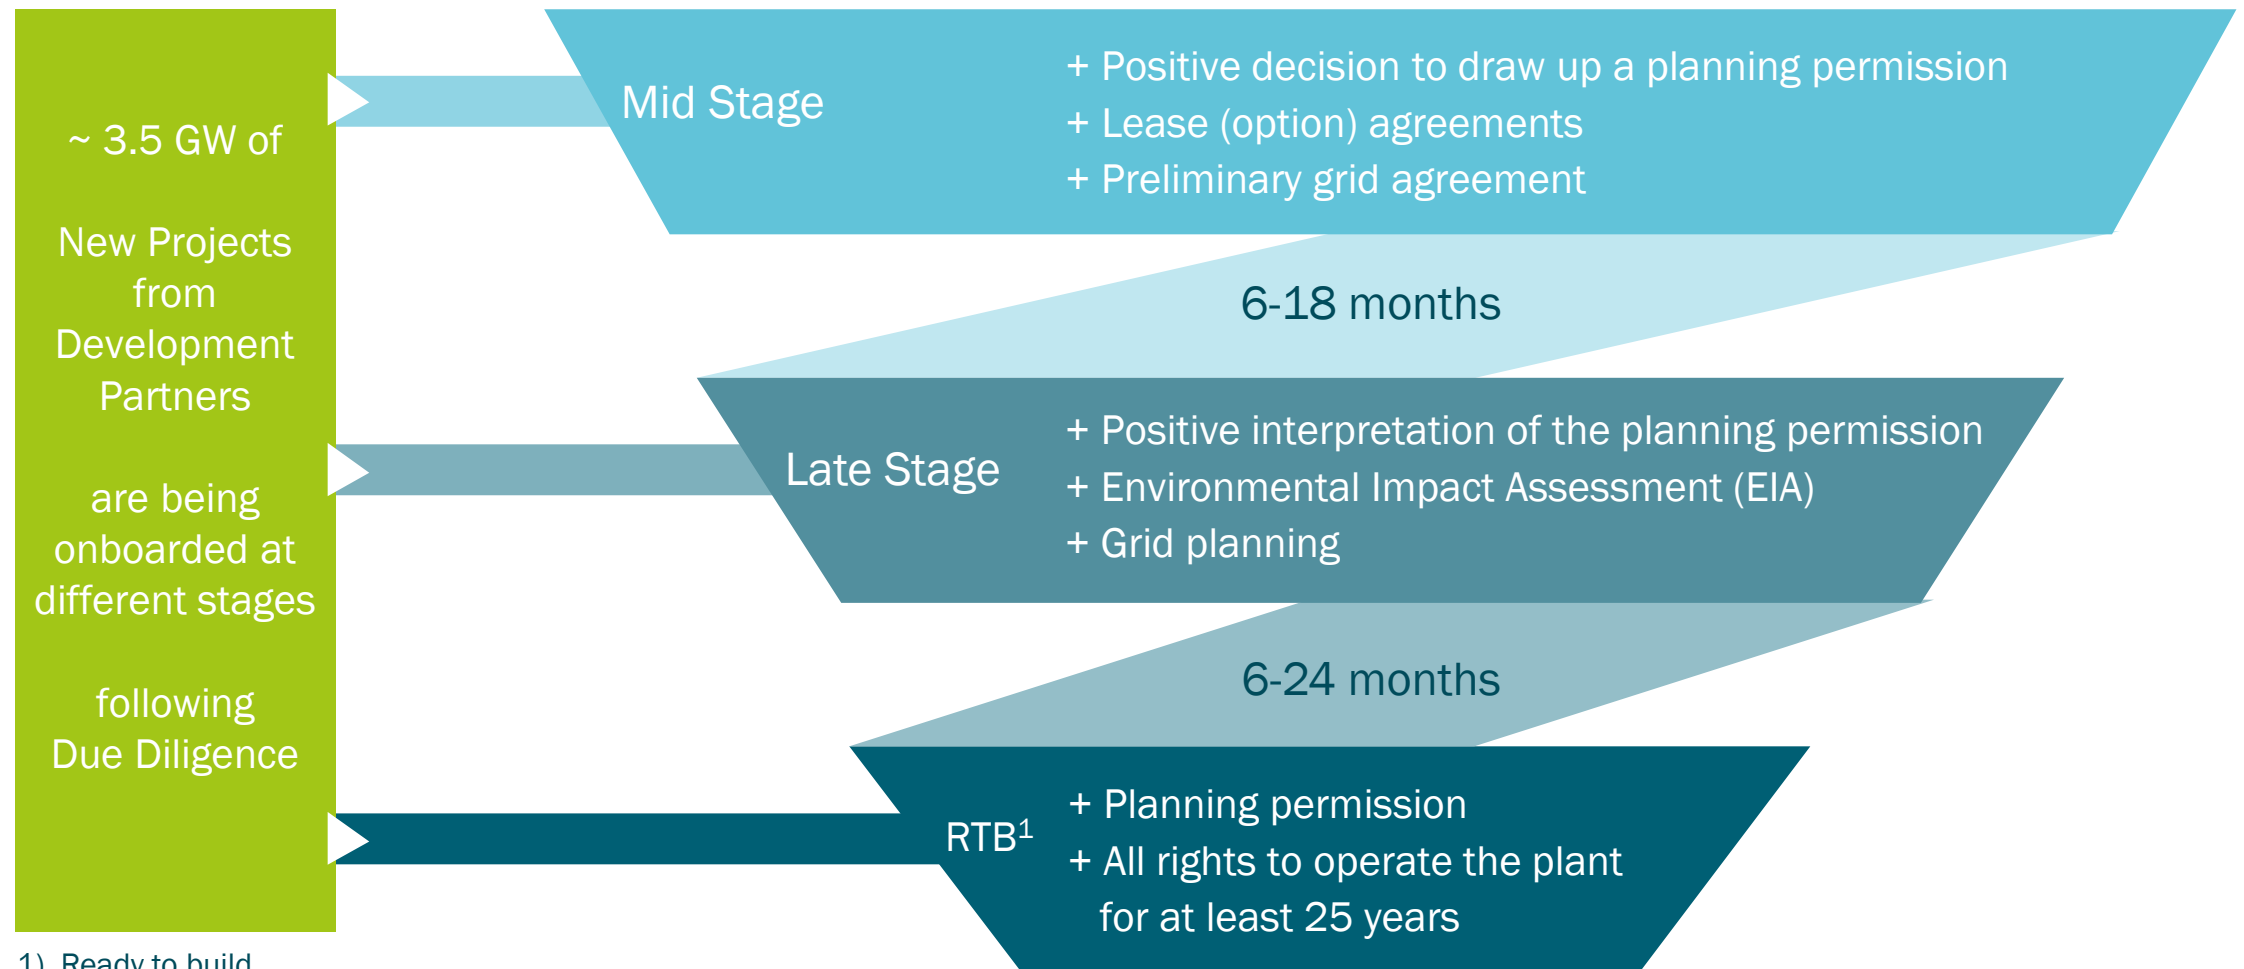 ~ 3.5 GW of
New Projects
from
Development
Partners
are being
onboarded at
different stages
following
Due Diligence
Mid Stage
+ Positive decision to draw up a planning permission
+ Lease (option) agreements
+ Preliminary grid agreement
6-18 months
Late Stage
+ Positive interpretation of the planning permission
+ Environmental Impact Assessment (EIA)
+ Grid planning
6-24 months
RTB¹
+ Planning permission
+ All rights to operate the plant
for at least 25 years
1) Ready to build